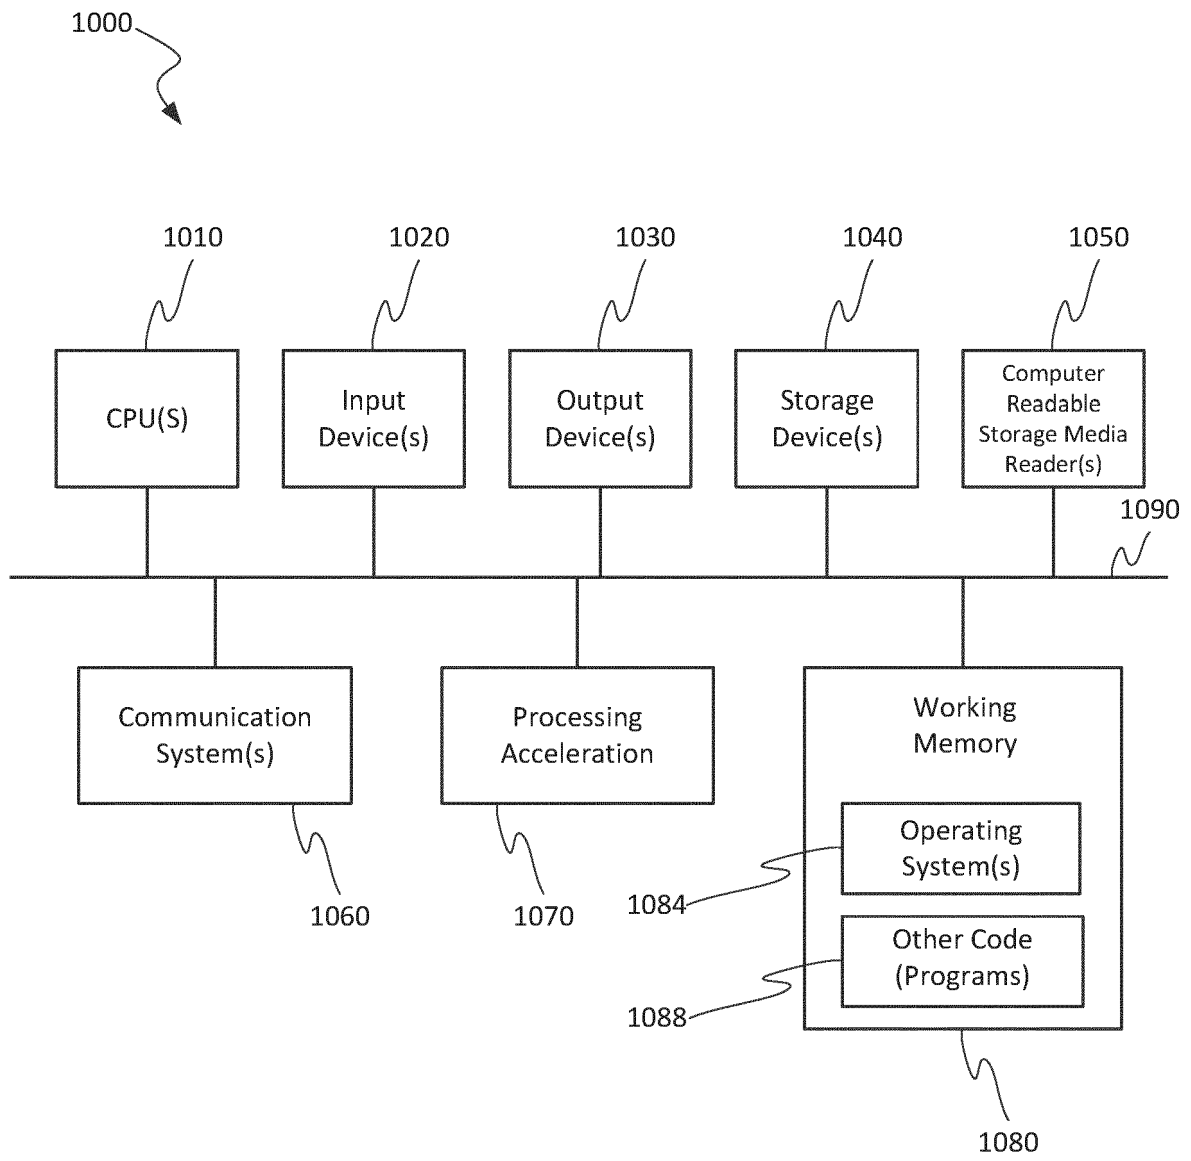 1000
1010
1020
1030
1040
1050
CPU(S)
Input
Device(s)
Output
Device(s)
Storage
Device(s)
Computer
Readable
Storage Media
Reader(s)
1090
Communication
System(s)
Processing
Acceleration
Working
Memory
Operating
System(s)
Other Code
(Programs)
1060
1070
1084
1088
1080